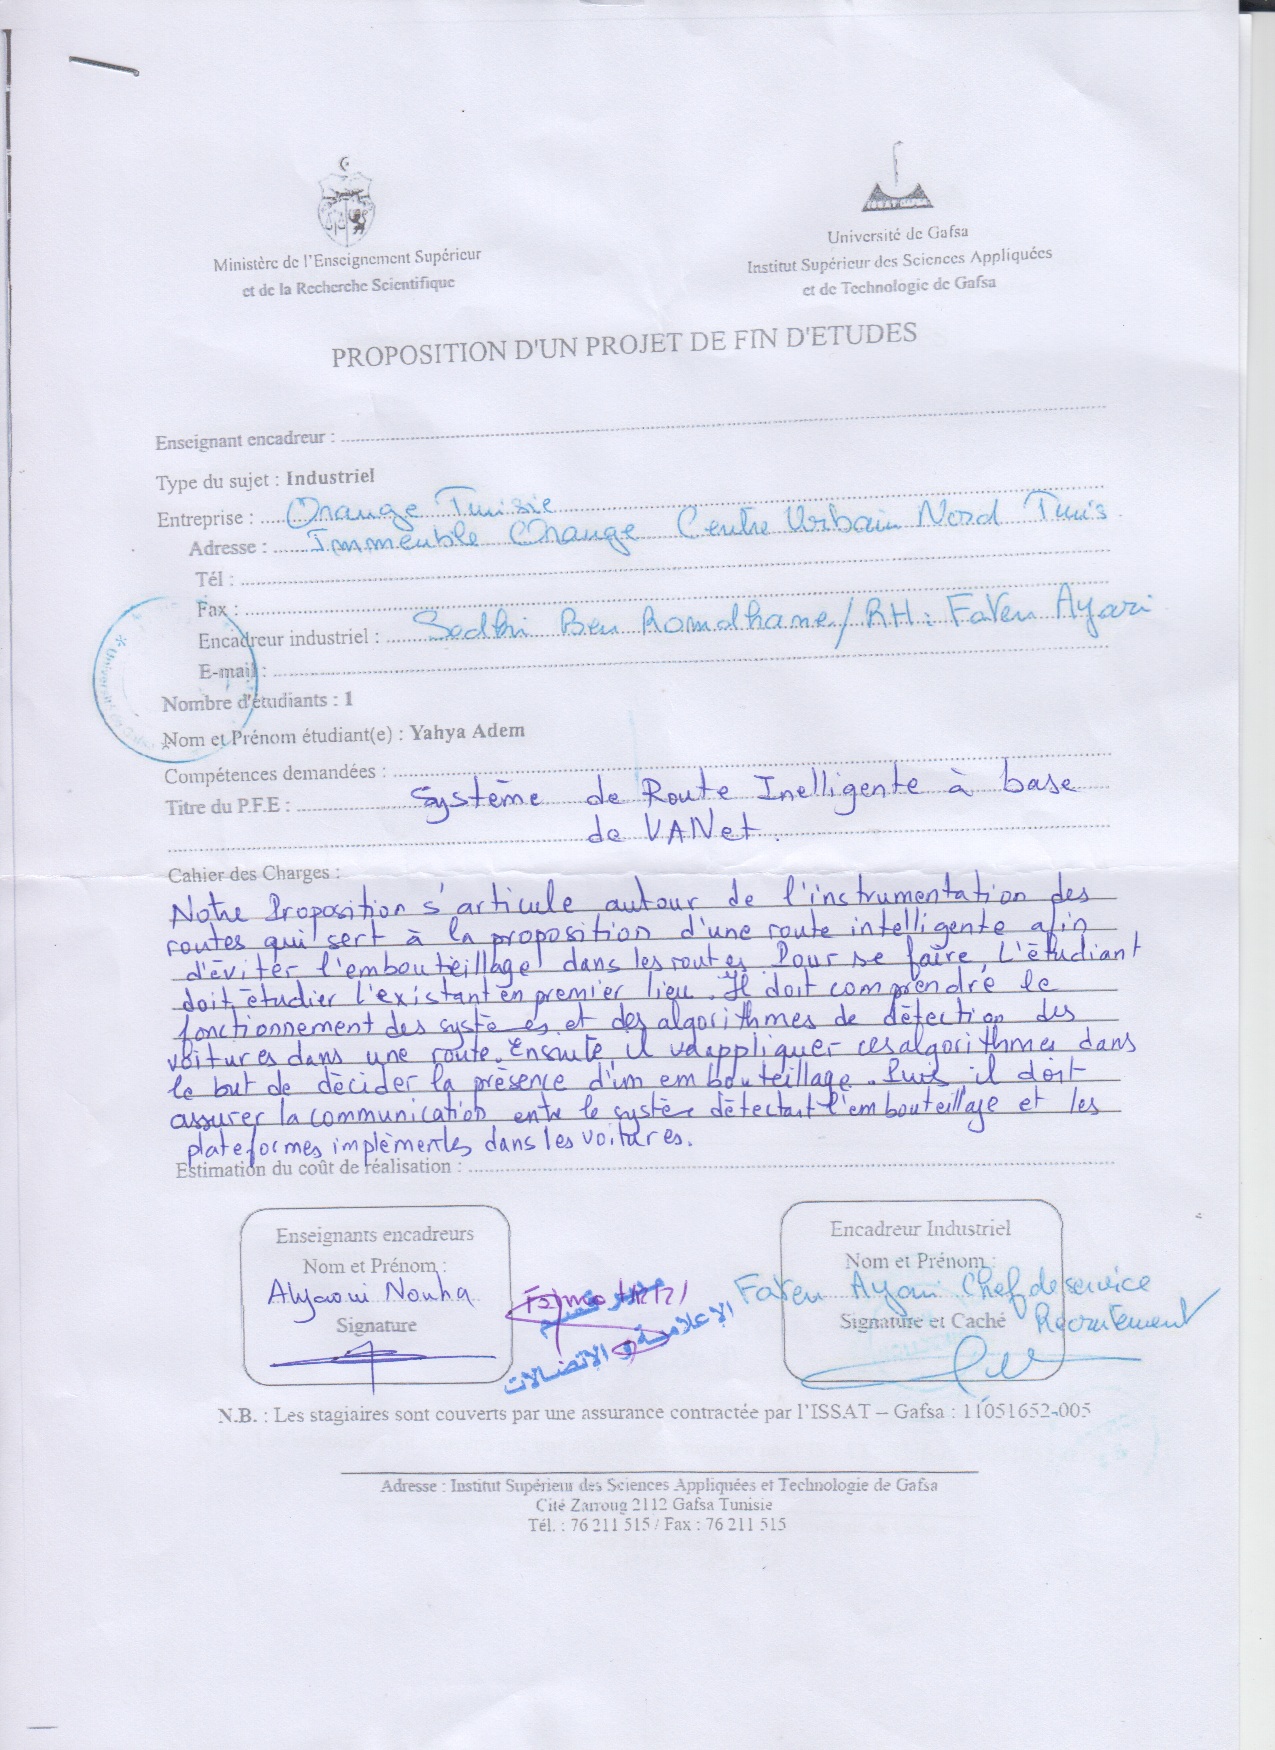 ISSAT GAFSA
Ministère de l'Enseignement Supérieur
et de la Recherche Scientifique
Université de Gafsa
Institut Supérieur des Sciences Appliquées
et de Technologie de Gafsa
PROPOSITION D'UN PROJET DE FIN D'ETUDES
Enseignant encadreur :
Type du sujet : Industriel
Entreprise : Orange Tunisie
Adresse : Immeuble Orange Centre Urbain Nord Tunis
Tél :
Fax :
Encadreur industriel : Sadhi Ben Romdhane / RH : Faten Ayari
E-mail :
Nombre d'étudiants : 1
Nom et Prénom étudiant(e) : Yahya Adem
Compétences demandées :
Titre du P.F.E : Système de Route Inelligente à base
de VANet.
Cahier des Charges :
Notre Proposition s'articule autour de l'instrumentation des
routes qui sert à la proposition d'une route intelligente afin
d'éviter l'embouteillage dans les routes. Pour se faire, L'étudiant
doit étudier l'existant en premier lieu. Il doit comprendre le
fonctionnement des systèmes et des algorithmes de détection des
voitures dans une route. Ensuite, il va appliquer ces algorithmes dans
le but de décider la présence d'un embouteillage. Puis, il doit
assurer la communication entre le système détectant l'embouteillage et les
plateformes implémentés dans les voitures.
Estimation du coût de réalisation :
Enseignants encadreurs
Nom et Prénom :
Alyaoui Nouha
Signature
مدير قسم
الإعلامية و الإتصالات
Encadreur Industriel
Nom et Prénom :
Faten Ayari Chef de service
Recrutement
Signature et Caché
N.B. : Les stagiaires sont couverts par une assurance contractée par l'ISSAT – Gafsa : 11051652-005
Adresse : Institut Supérieur des Sciences Appliquées et Technologie de Gafsa
Cité Zarroug 2112 Gafsa Tunisie
Tél. : 76 211 515 / Fax : 76 211 515